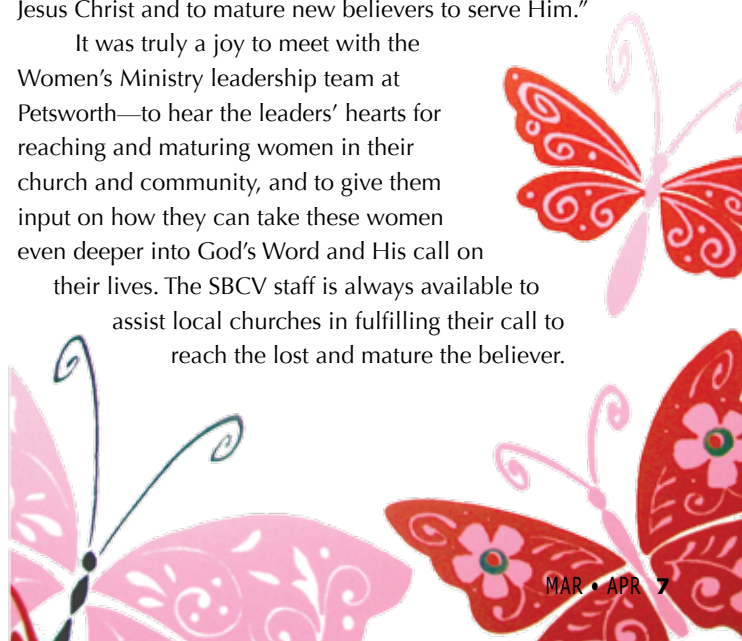 Jesus Christ and to mature new believers to serve Him.”
It was truly a joy to meet with the
Women’s Ministry leadership team at
Petsworth—to hear the leaders’ hearts for
reaching and maturing women in their
church and community, and to give them
input on how they can take these women
even deeper into God’s Word and His call on
their lives. The SBCV staff is always available to
assist local churches in fulfilling their call to
reach the lost and mature the believer.
MAR • APR 7